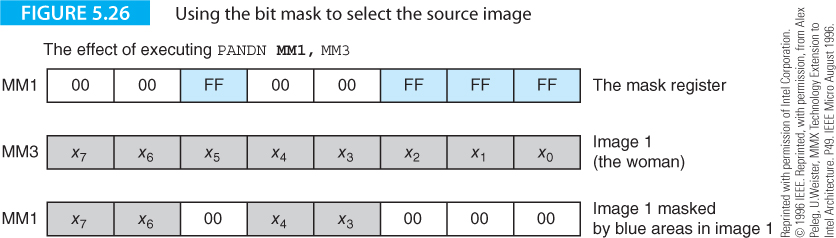 FIGURE 5.26 Using the bit mask to select the source image
The effect of executing PANDN MM1, MM3
MM1 00 00 FF 00 00 FF FF FF The mask register
MM3 x7 x6 x5 x4 x3 x2 x1 x0 Image 1
(the woman)
MM1 x7 x6 00 x4 x3 00 00 00 Image 1 masked
by blue areas in image 1
Reprinted with permission of Intel Corporation.
© 1996 IEEE. Reprinted, with permission, from Alex
Peleg, U.Weister, MMX Technology Extension to
Intel Architecture. P49, IEEE Micro August 1996.